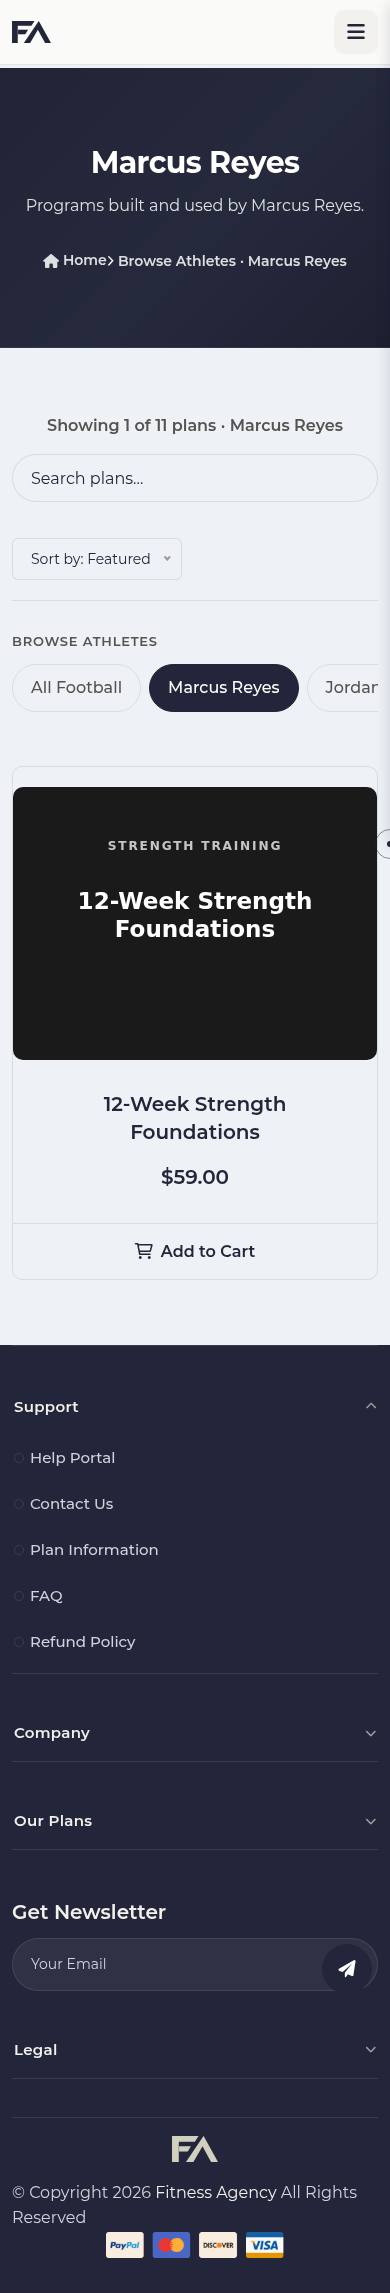 FA
Marcus Reyes
Programs built and used by Marcus Reyes.
Home Browse Athletes · Marcus Reyes
Showing 1 of 11 plans · Marcus Reyes
Search plans...
Sort by: Featured
BROWSE ATHLETES
All Football Marcus Reyes Jordan
STRENGTH TRAINING
12-Week Strength
Foundations
12-Week Strength
Foundations
$59.00
Add to Cart
Support
Help Portal
Contact Us
Plan Information
FAQ
Refund Policy
Company
Our Plans
Get Newsletter
Your Email
Legal
FA
© Copyright 2026 Fitness Agency All Rights
Reserved
PayPal DISCOVER VISA